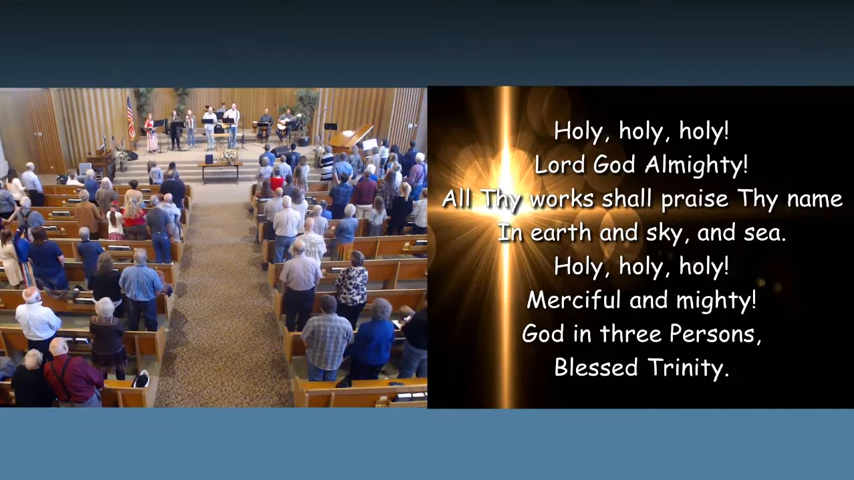 Holy, holy, holy!
Lord God Almighty!
All Thy works shall praise Thy name
In earth and sky, and sea.
Holy, holy, holy!
Merciful and mighty!
God in three Persons,
Blessed Trinity.